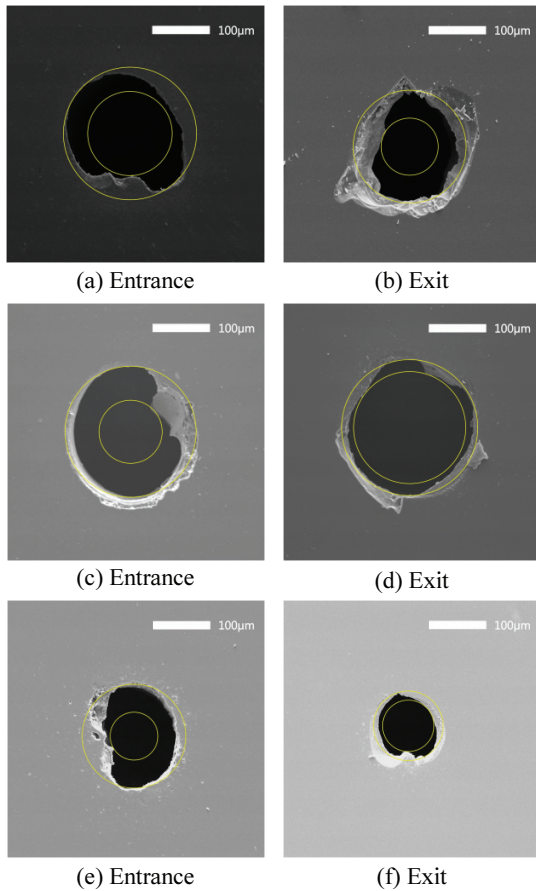 100μm
100μm
(a) Entrance
(b) Exit
100μm
100μm
(c) Entrance
(d) Exit
100μm
100μm
(e) Entrance
(f) Exit